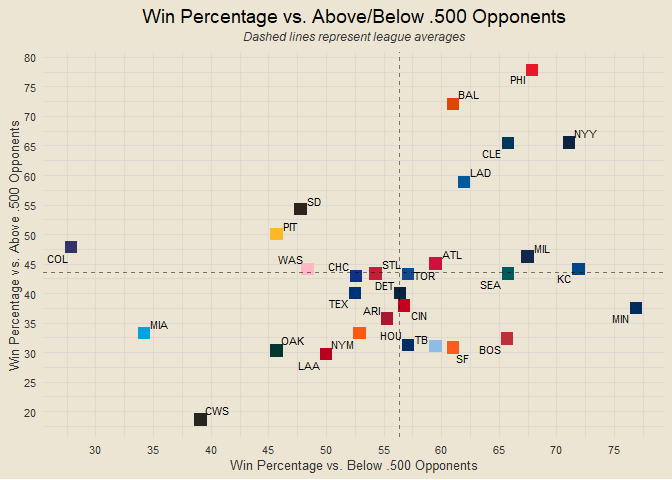 Win Percentage vs. Above/Below .500 Opponents
Dashed lines represent league averages
Win Percentage vs. Above .500 Opponents
80
75
70
65
60
55
50
45
40
35
30
25
20
PHI
BAL
NYY
CLE
LAD
SD
PIT
COL
WAS
CHC
STL
TOR
ATL
MIL
SEA
KC
DET
TEX
ARI
CIN
MIN
MIA
OAK
NYM
LAA
HOU
TB
SF
BOS
CWS
30
35
40
45
50
55
60
65
70
75
Win Percentage vs. Below .500 Opponents